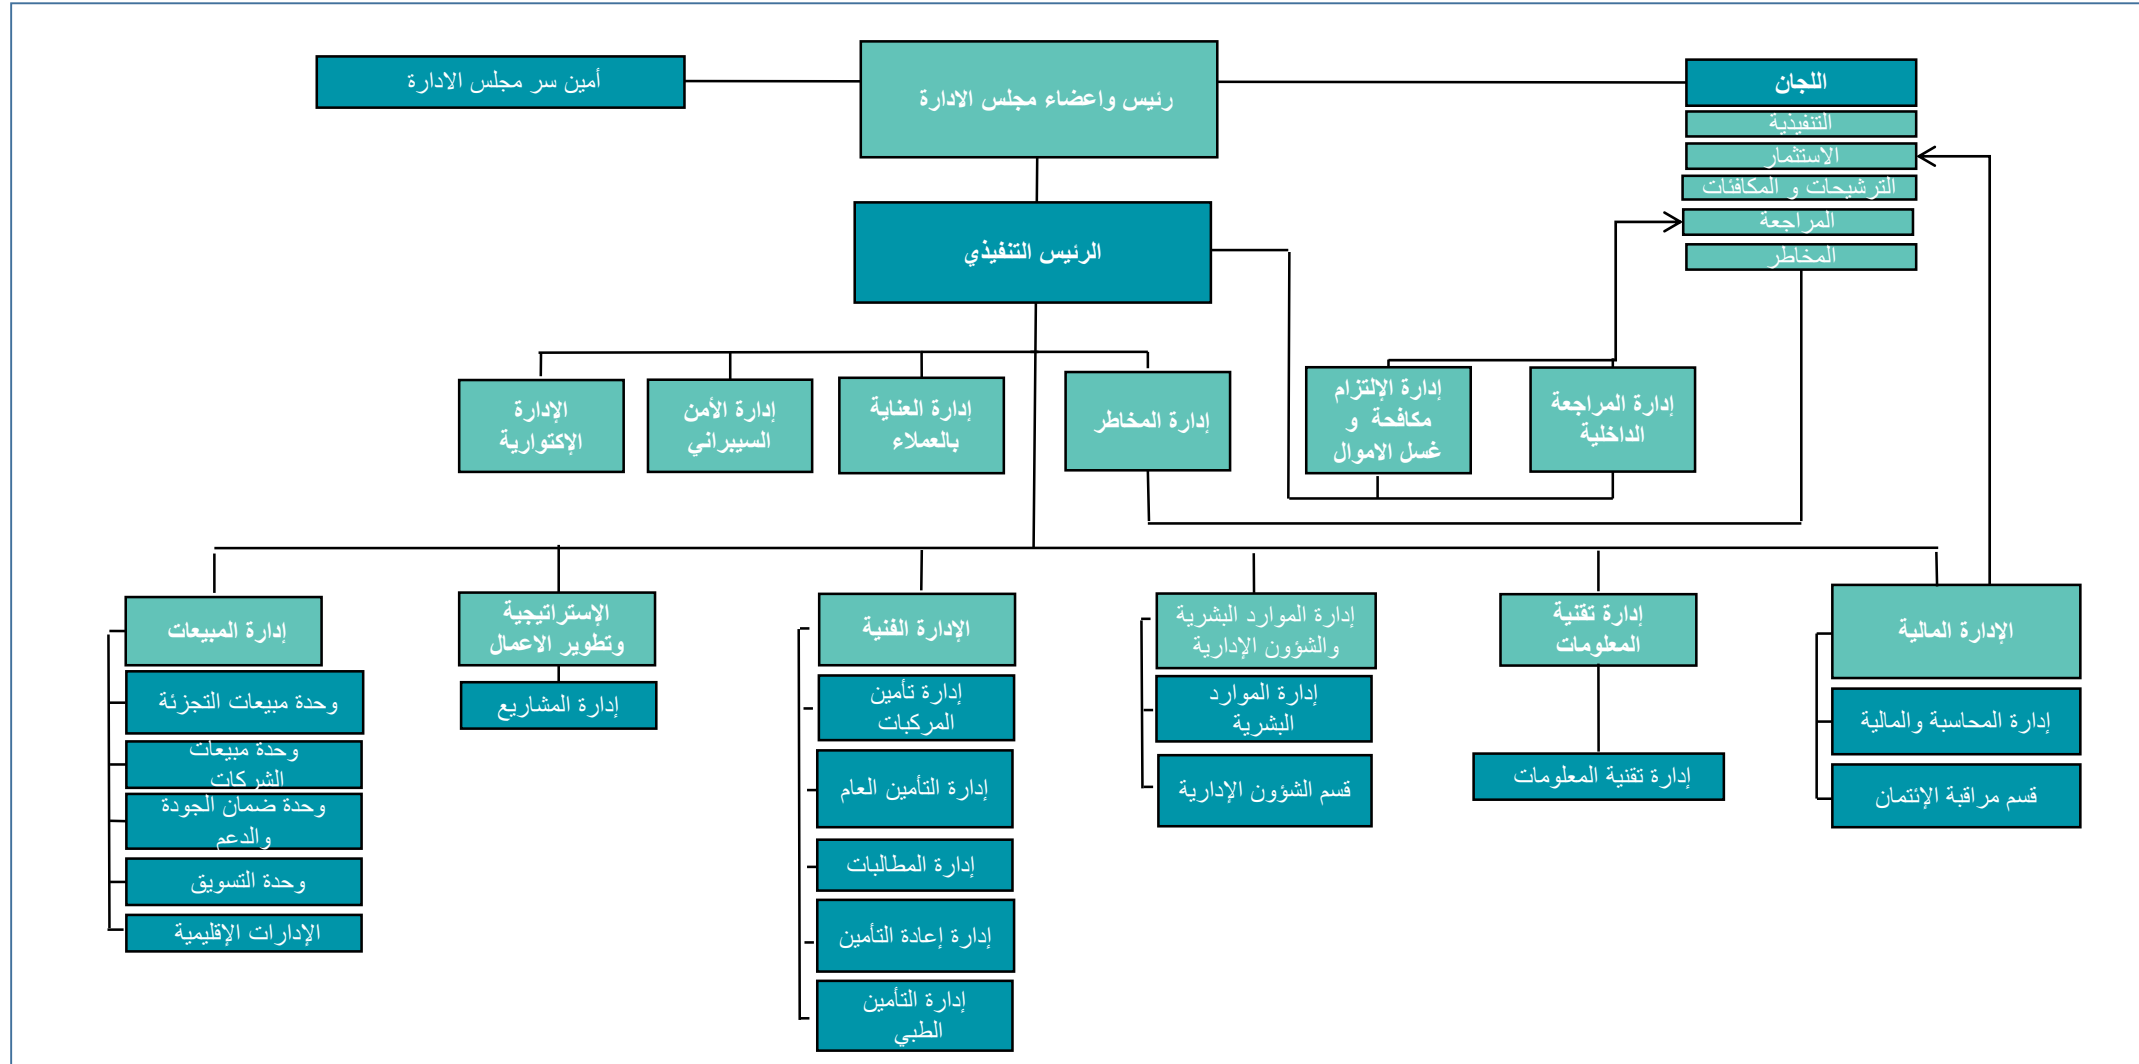 رئيس واعضاء مجلس الادارة
أمين سر مجلس الادارة
اللجان
التنفيذية
الاستثمار
الترشيحات و المكافئات
المراجعة
المخاطر
الرئيس التنفيذي
إدارة المراجعة
الداخلية
إدارة الإلتزام
مكافحة و
غسل الاموال
إدارة المخاطر
إدارة العناية
بالعملاء
إدارة الأمن
السيبراني
الإدارة
الإكتوارية
الإدارة المالية
إدارة المحاسبة والمالية
قسم مراقبة الإئتمان
إدارة تقنية
المعلومات
إدارة تقنية المعلومات
إدارة الموارد البشرية
والشؤون الإدارية
إدارة الموارد
البشرية
قسم الشؤون الإدارية
الإدارة الفنية
إدارة تأمين
المركبات
إدارة التأمين العام
إدارة المطالبات
إدارة إعادة التأمين
إدارة التأمين
الطبي
الإستراتيجية
وتطوير الاعمال
إدارة المشاريع
إدارة المبيعات
وحدة مبيعات التجزئة
وحدة مبيعات
الشركات
وحدة ضمان الجودة
والدعم
وحدة التسويق
الإدارات الإقليمية